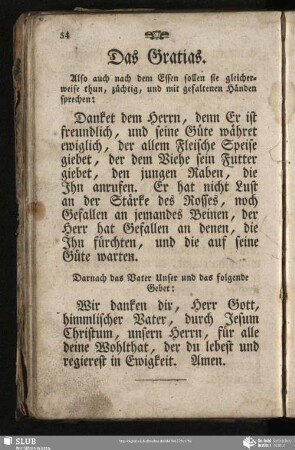 54
Das Gratias.
Also auch nach dem Essen sollen sie gleicher-
weise thun, züchtig, und mit gefaltenen Händen
sprechen:
Danket dem Herrn, denn Er ist
freundlich, und seine Güte währet
ewiglich, der allem Fleische Speise
giebet, der dem Viehe sein Futter
giebet, den jungen Raben, die
Ihn anrufen. Er hat nicht Lust
an der Stärke des Rosses, noch
Gefallen an jemandes Beinen, der
Herr hat Gefallen an denen, die
Ihn fürchten, und die auf seine
Güte warten.
Darnach das Vater Unser und das folgende
Gebet:
Wir danken dir, Herr Gott,
himmlischer Vater, durch Jesum
Christum, unsern Herrn, für alle
deine Wohlthat, der du lebest und
regierest in Ewigkeit. Amen.
SLUB